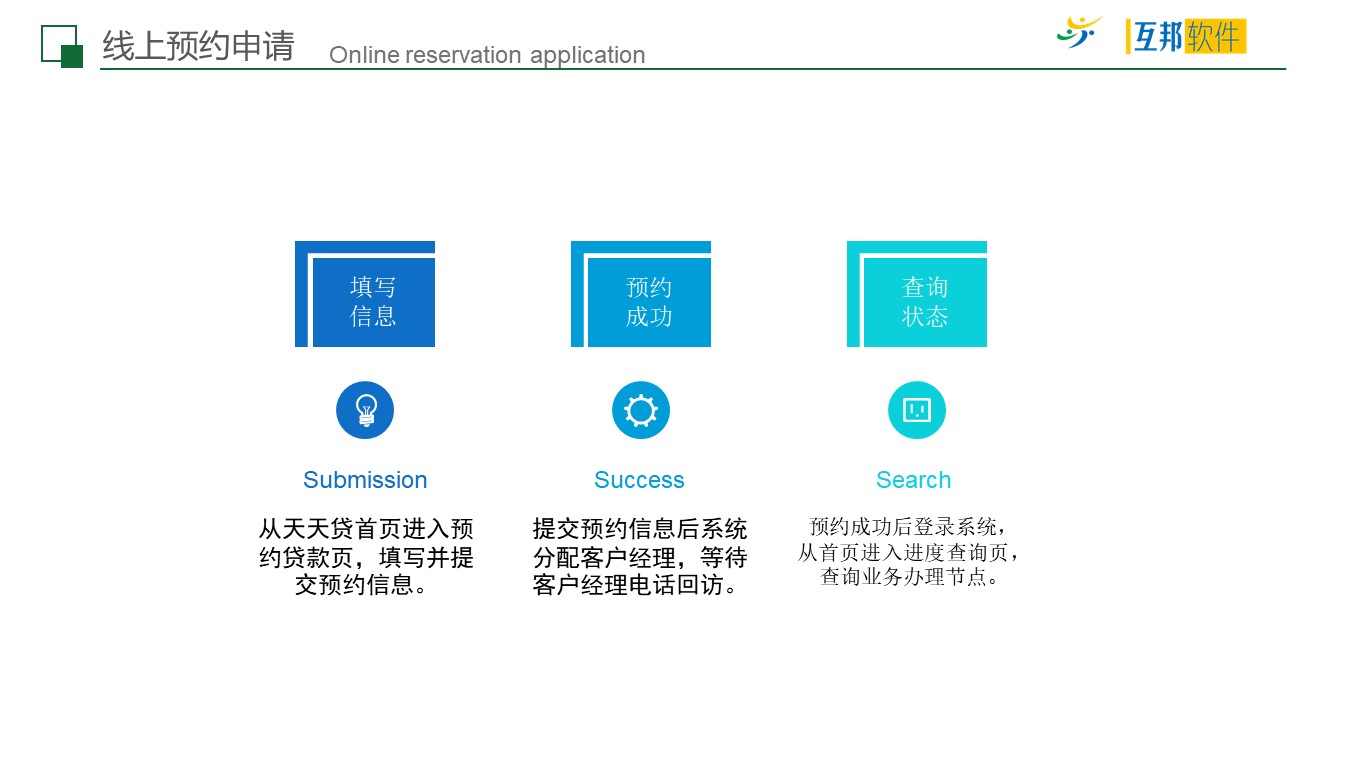 线上预约申请 Online reservation application
互邦软件
填写
信息
预约
成功
查询
状态
Submission
Success
Search
从天天贷首页进入预
约贷款页，填写并提
交预约信息。
提交预约信息后系统
分配客户经理，等待
客户经理电话回访。
预约成功后登录系统，
从首页进入进度查询页，
查询业务办理节点。